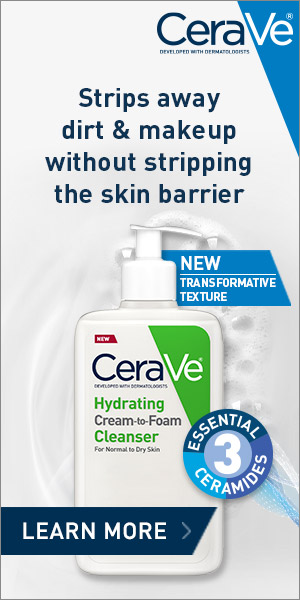 CeraVe®
DEVELOPED WITH DERMATOLOGISTS
Strips away
dirt & makeup
without stripping
the skin barrier
NEW
TRANSFORMATIVE
TEXTURE
NEW
CeraVe®
DEVELOPED WITH DERMATOLOGISTS
Hydrating
Cream-to-Foam
Cleanser
For Normal to Dry Skin
ESSENTIAL
3
CERAMIDES
LEARN MORE >